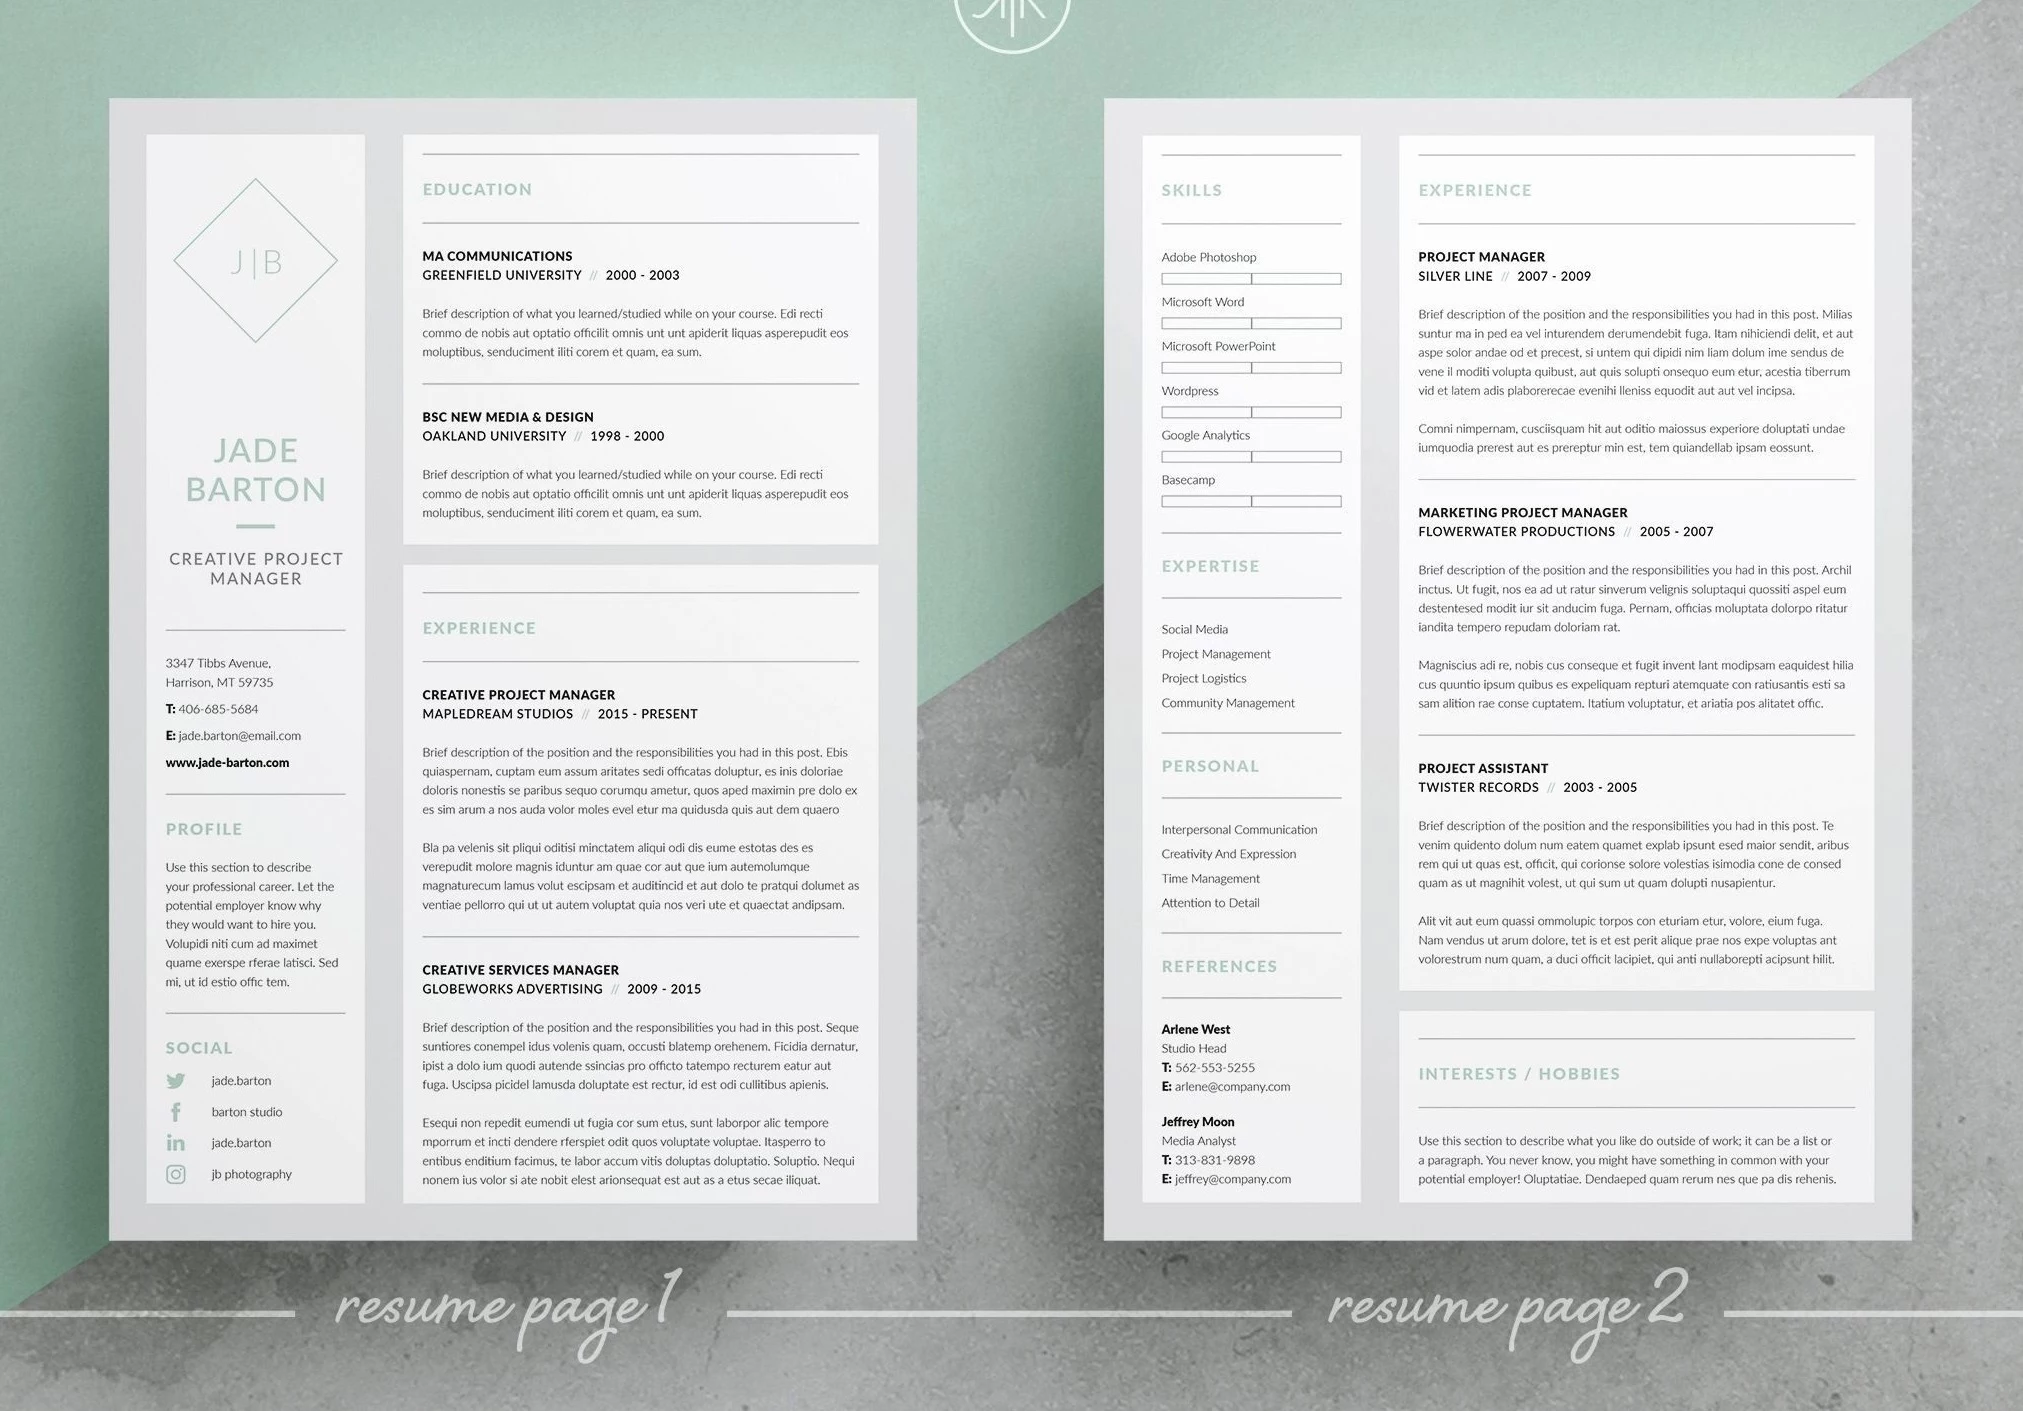 J|B
JADE
BARTON
CREATIVE PROJECT
MANAGER
3347 Tibbs Avenue,
Harrison, MT 59735
T: 406-685-5684
E: jade.barton@email.com
www.jade-barton.com
PROFILE
Use this section to describe
your professional career. Let the
potential employer know why
they would want to hire you.
Volupidi niti cum ad maximet
quame exerspe rferae latisci. Sed
mi, ut id estio offic tem.
SOCIAL
jade.barton
barton studio
jade.barton
jb photography
EDUCATION
MA COMMUNICATIONS
GREENFIELD UNIVERSITY // 2000 - 2003
Brief description of what you learned/studied while on your course. Edi recti
commo de nobis aut optatio officilit omnis unt unt apiderit liquas asperepudit eos
moluptibus, senduciment iliti corem et quam, ea sum.
BSC NEW MEDIA & DESIGN
OAKLAND UNIVERSITY // 1998 - 2000
Brief description of what you learned/studied while on your course. Edi recti
commo de nobis aut optatio officilit omnis unt unt apiderit liquas asperepudit eos
moluptibus, senduciment iliti corem et quam, ea sum.
EXPERIENCE
CREATIVE PROJECT MANAGER
MAPLEDREAM STUDIOS // 2015 - PRESENT
Brief description of the position and the responsibilities you had in this post. Ebis
quiaspernam, cuptam eum assum aritates sedi officatas doluptur, es inis doloriae
doloris nonestis se paribus sequo corumqu ametur, quos aped maximin pre dolo ex
es sim arum a nos auda volor moles evel etur ma quidusda quis aut dem quaero
Bla pa velenis sit pliqui oditisi minctatem aliqui odi dis eume estotas des es
verepudit molore magnis iduntur am quae cor aut que ium autemolumque
magnaturecum lamus volut escipsam et auditincid et aut dolo te pratqui dolumet as
ventiae pellorro qui ut ut autem voluptat quia nos veri ute et quaectat andipsam.
CREATIVE SERVICES MANAGER
GLOBEWORKS ADVERTISING // 2009 - 2015
Brief description of the position and the responsibilities you had in this post. Seque
suntiores conempel idus volenis quam, occusti blatemp orehenem. Ficidia dernatur,
ipist a dolo ium quodi autende ssincias pro officto tatempo recturem eatur aut
fuga. Uscipsa picidel lamusda doluptate est rectur, id est odi cullitibus apienis.
Esequi non repedit eumendi ut fugia cor sum etus, sunt laborpor alic tempore
mporrum et incti dendere rferspiet odit quos voluptate voluptae. Itasperro to
entibus enditium facimus, te labor accum vitis doluptas doluptatio. Soluptio. Nequi
nonem ius volor si ate nobit elest arionsequat est aut as a etus secae iliquat.
SKILLS
Adobe Photoshop
Microsoft Word
Microsoft PowerPoint
Wordpress
Google Analytics
Basecamp
EXPERTISE
Social Media
Project Management
Project Logistics
Community Management
PERSONAL
Interpersonal Communication
Creativity And Expression
Time Management
Attention to Detail
REFERENCES
Arlene West
Studio Head
T: 562-553-5255
E: arlene@company.com
Jeffrey Moon
Media Analyst
T: 313-831-9898
E: jeffrey@company.com
EXPERIENCE
PROJECT MANAGER
SILVER LINE // 2007 - 2009
Brief description of the position and the responsibilities you had in this post. Milias
suntur ma in ped ea vel inturendem derumendebit fuga. Itam nihiciendi delit, et aut
aspe solor andae od et precest, si untem qui dipidi nim liam dolum ime sendus de
vene il moditi volupta quibust, aut quis solupti onsequo eum etur, acestia tiberrum
vid et latem adis plaborerecae evenihi lleniss equodit aut aut vel incipsa.
Comni nimpernam, cusciisquam hit aut oditio maiossus experiore doluptati undae
iumquodia prerest aut es prereptur min est, tem quiandellab ipsam eossunt.
MARKETING PROJECT MANAGER
FLOWERWATER PRODUCTIONS // 2005 - 2007
Brief description of the position and the responsibilities you had in this post. Archil
inctus. Ut fugit, nos ea ad ut ratur sinverum velignis soluptaqui quossiti aspel eum
destentesed modit iur sit anducim fuga. Pernam, officias moluptata dolorpo ritatur
iandita tempero repudam doloriam rat.
Magniscius adi re, nobis cus conseque et fugit invent lant modipsam eaquidest hilia
cus quuntio ipsum quibus es expeliquam repturi atemquate con ratiusantis esti sa
sam alition rae conse cuptatem. Itatium voluptatur, et ariatia pos alitatet offic.
PROJECT ASSISTANT
TWISTER RECORDS // 2003 - 2005
Brief description of the position and the responsibilities you had in this post. Te
venim quidento dolum num eatem quamet explab ipsunt esed maior sendit, aribus
rem qui ut quas est, officit, qui corionse solore volestias isimodia cone de consed
quam as ut magnihit volest, ut qui sum ut quam dolupti nusapientur.
Alit vit aut eum quassi ommolupic torpos con eturiam etur, volore, eium fuga.
Nam vendus ut arum dolore, tet is et est perit alique prae nos expe voluptas ant
volorestrum num quam, a duci officit lacipiet, qui anti nullaborepti acipsunt hilit.
INTERESTS / HOBBIES
Use this section to describe what you like do outside of work; it can be a list or
a paragraph. You never know, you might have something in common with your
potential employer! Oluptatiae. Dendaeped quam rerum nes que pa dis rehenis.
resume page 1
resume page 2